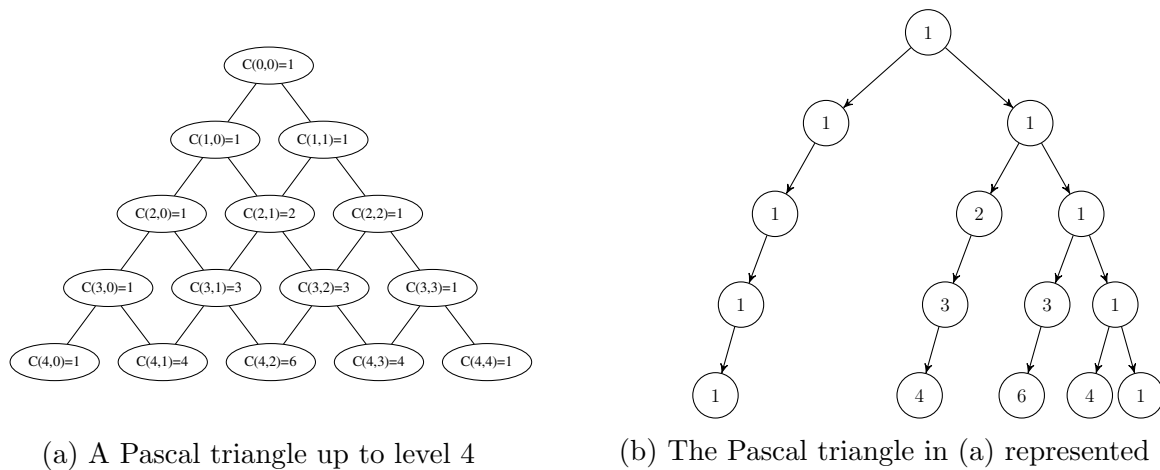 C(0,0)=1
C(1,0)=1 C(1,1)=1
C(2,0)=1 C(2,1)=2 C(2,2)=1
C(3,0)=1 C(3,1)=3 C(3,2)=3 C(3,3)=1
C(4,0)=1 C(4,1)=4 C(4,2)=6 C(4,3)=4 C(4,4)=1
(a) A Pascal triangle up to level 4
1
1 1
1 2 1
1 3 3 1
1 4 6 4 1
(b) The Pascal triangle in (a) represented